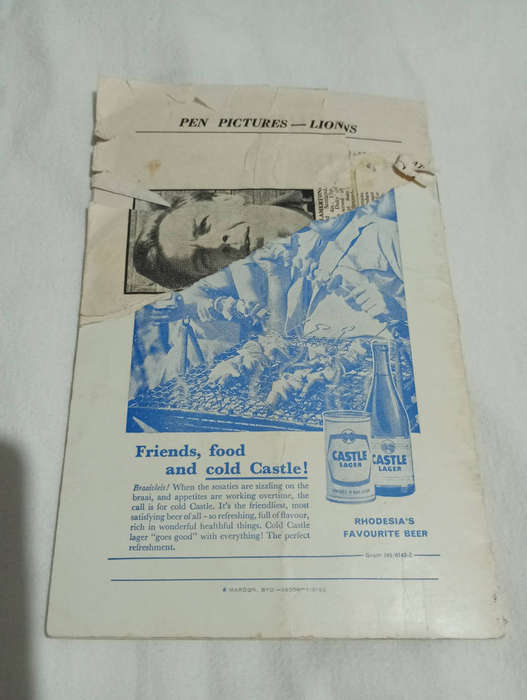 PEN PICTURES — LIONS
Friends, food
and cold Castle!
Braaivleis! When the sosaties are sizzling on the
braai, and appetites are working overtime, the
call is for cold Castle. It's the friendliest, most
satisfying beer of all – so refreshing, full of flavour,
rich in wonderful healthful things. Cold Castle
lager "goes good" with everything! The perfect
refreshment.
CASTLE
LAGER
CASTLE
LAGER
RHODESIA'S
FAVOURITE BEER
MARDON, BYO